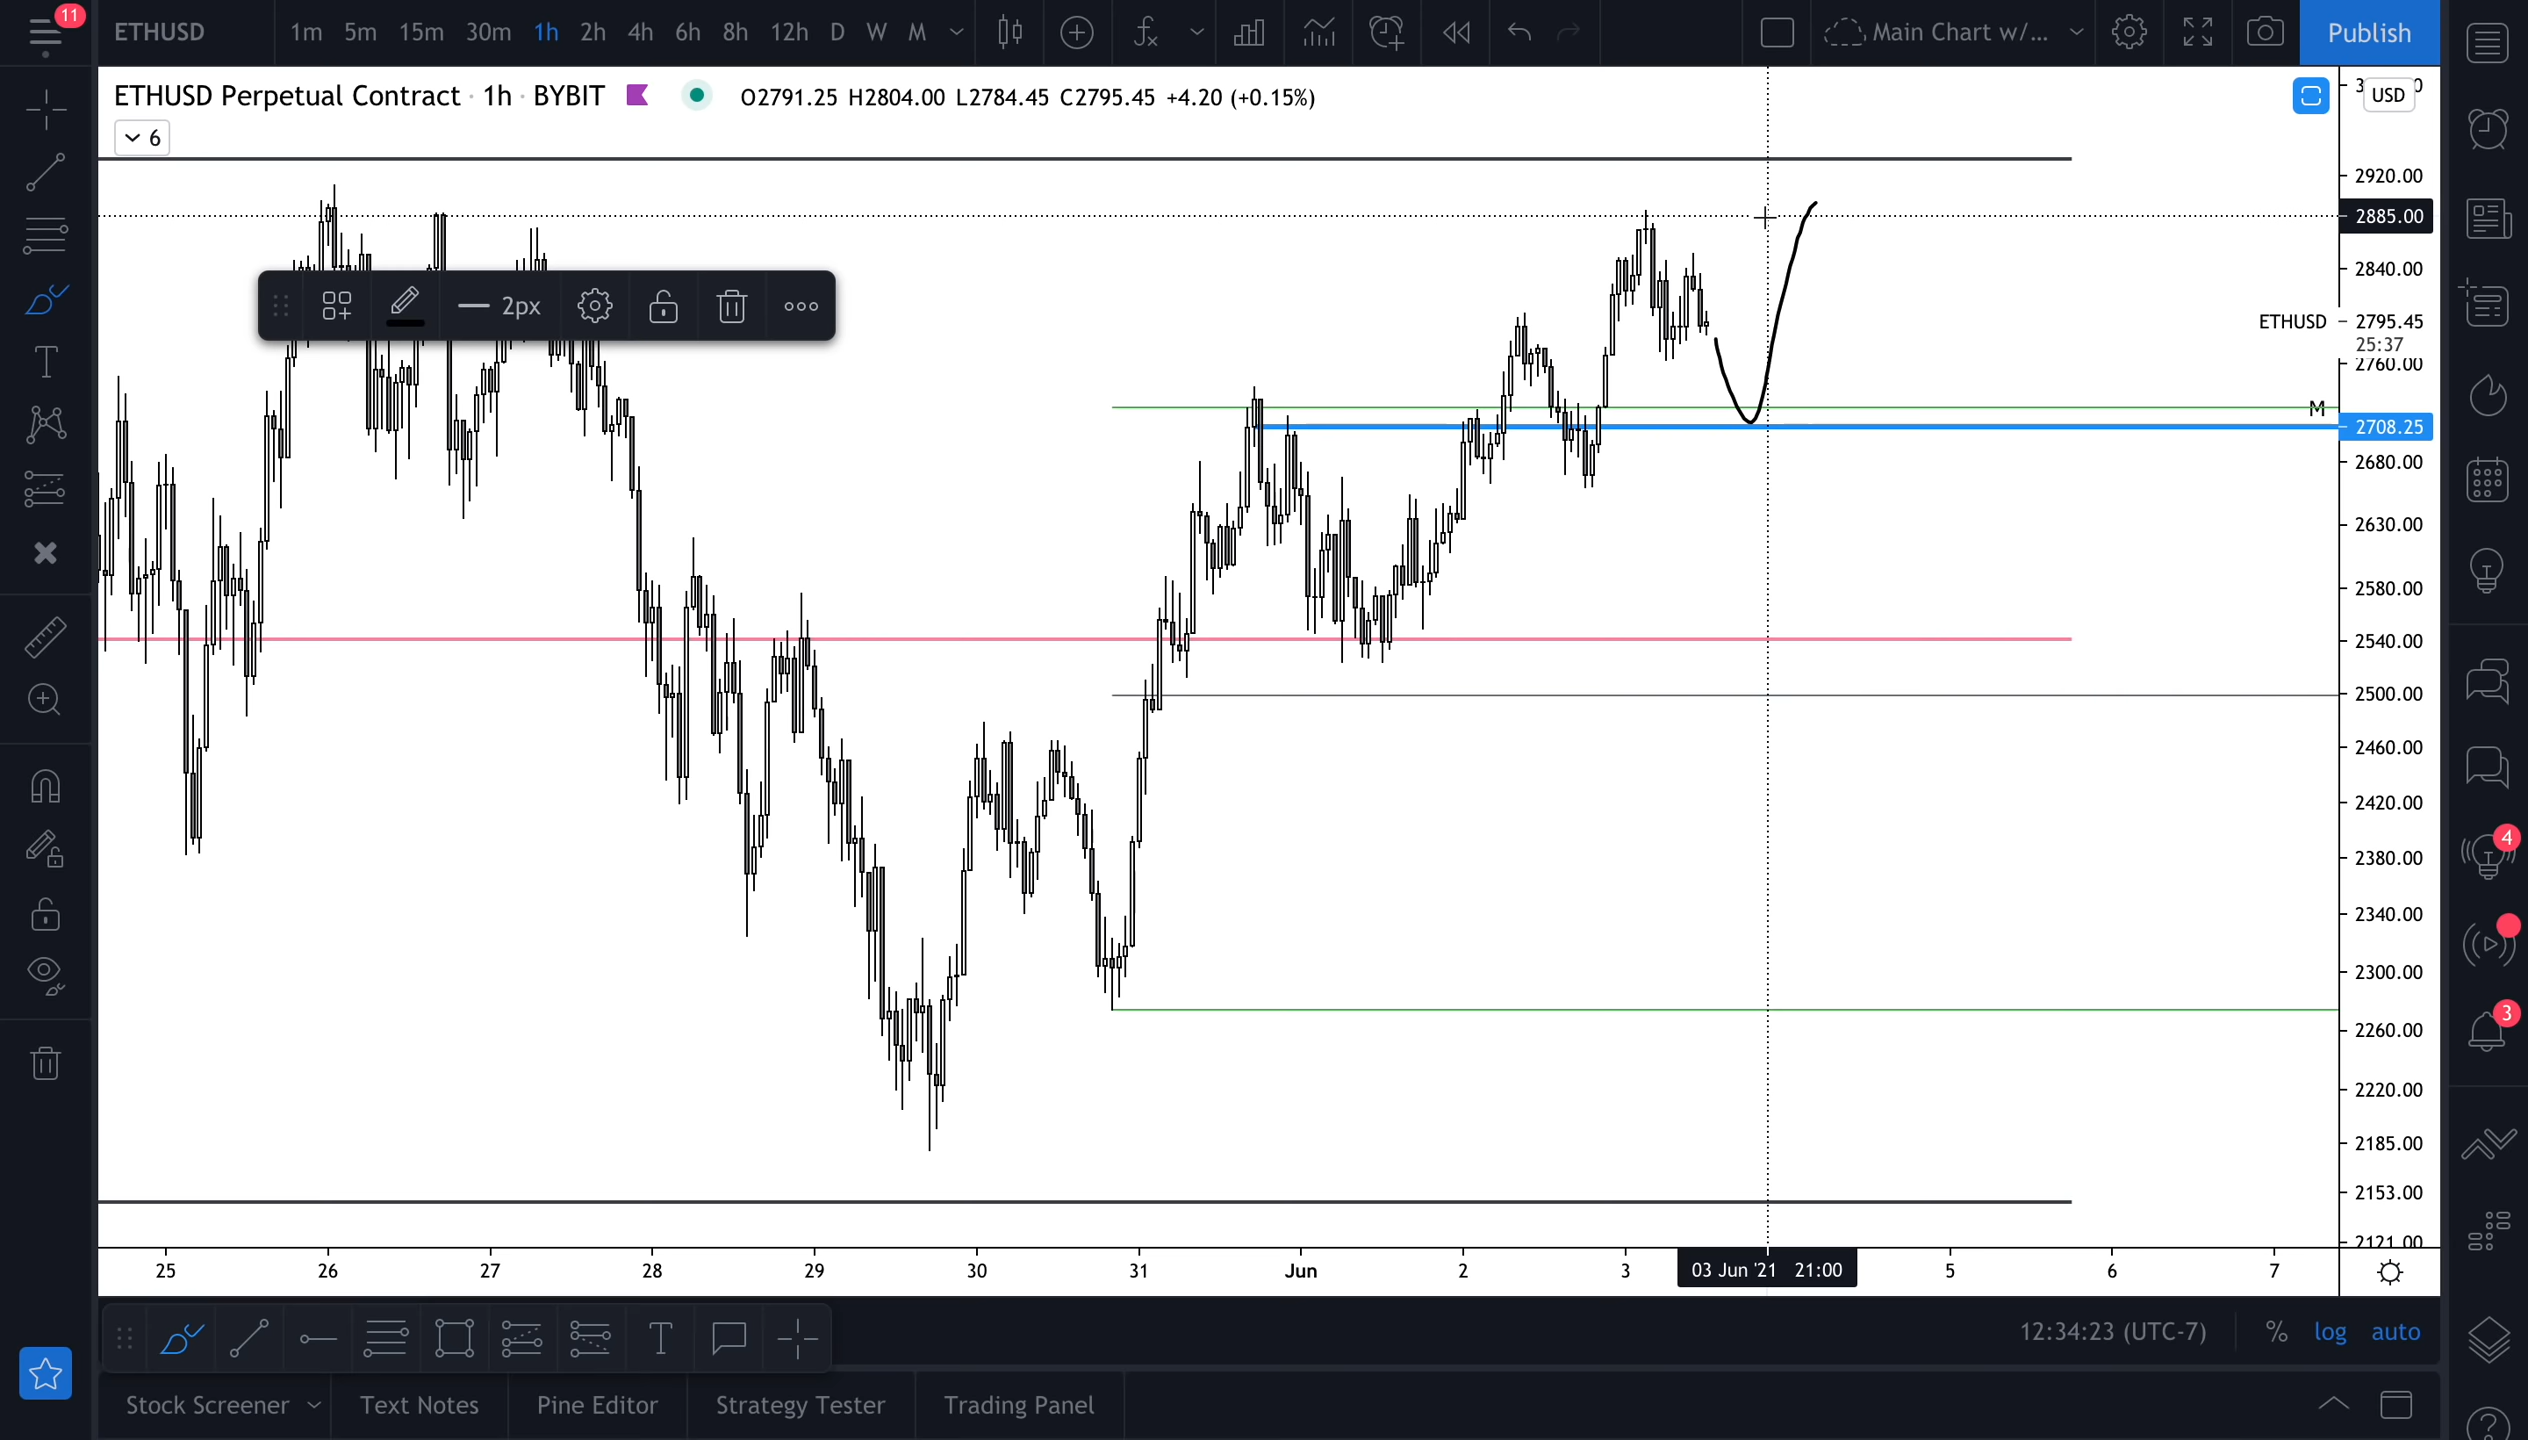 11
ETHUSD 1m 5m 15m 30m 1h 2h 4h 6h 8h 12h D W M Main Chart w/... Publish
ETHUSD Perpetual Contract · 1h · BYBIT O2791.25 H2804.00 L2784.45 C2795.45 +4.20 (+0.15%)
USD
6
2920.00
2885.00
2840.00
2px
ETHUSD 2795.45
25:37
2760.00
M
2708.25
2680.00
2630.00
2580.00
2540.00
2500.00
2460.00
2420.00
2380.00
4
2340.00
2300.00
3
2260.00
2220.00
2185.00
2153.00
2121.00
25 26 27 28 29 30 31 Jun 2 3 03 Jun '21 21:00 5 6 7
T T
12:34:23 (UTC-7) % log auto
Stock Screener Text Notes Pine Editor Strategy Tester Trading Panel